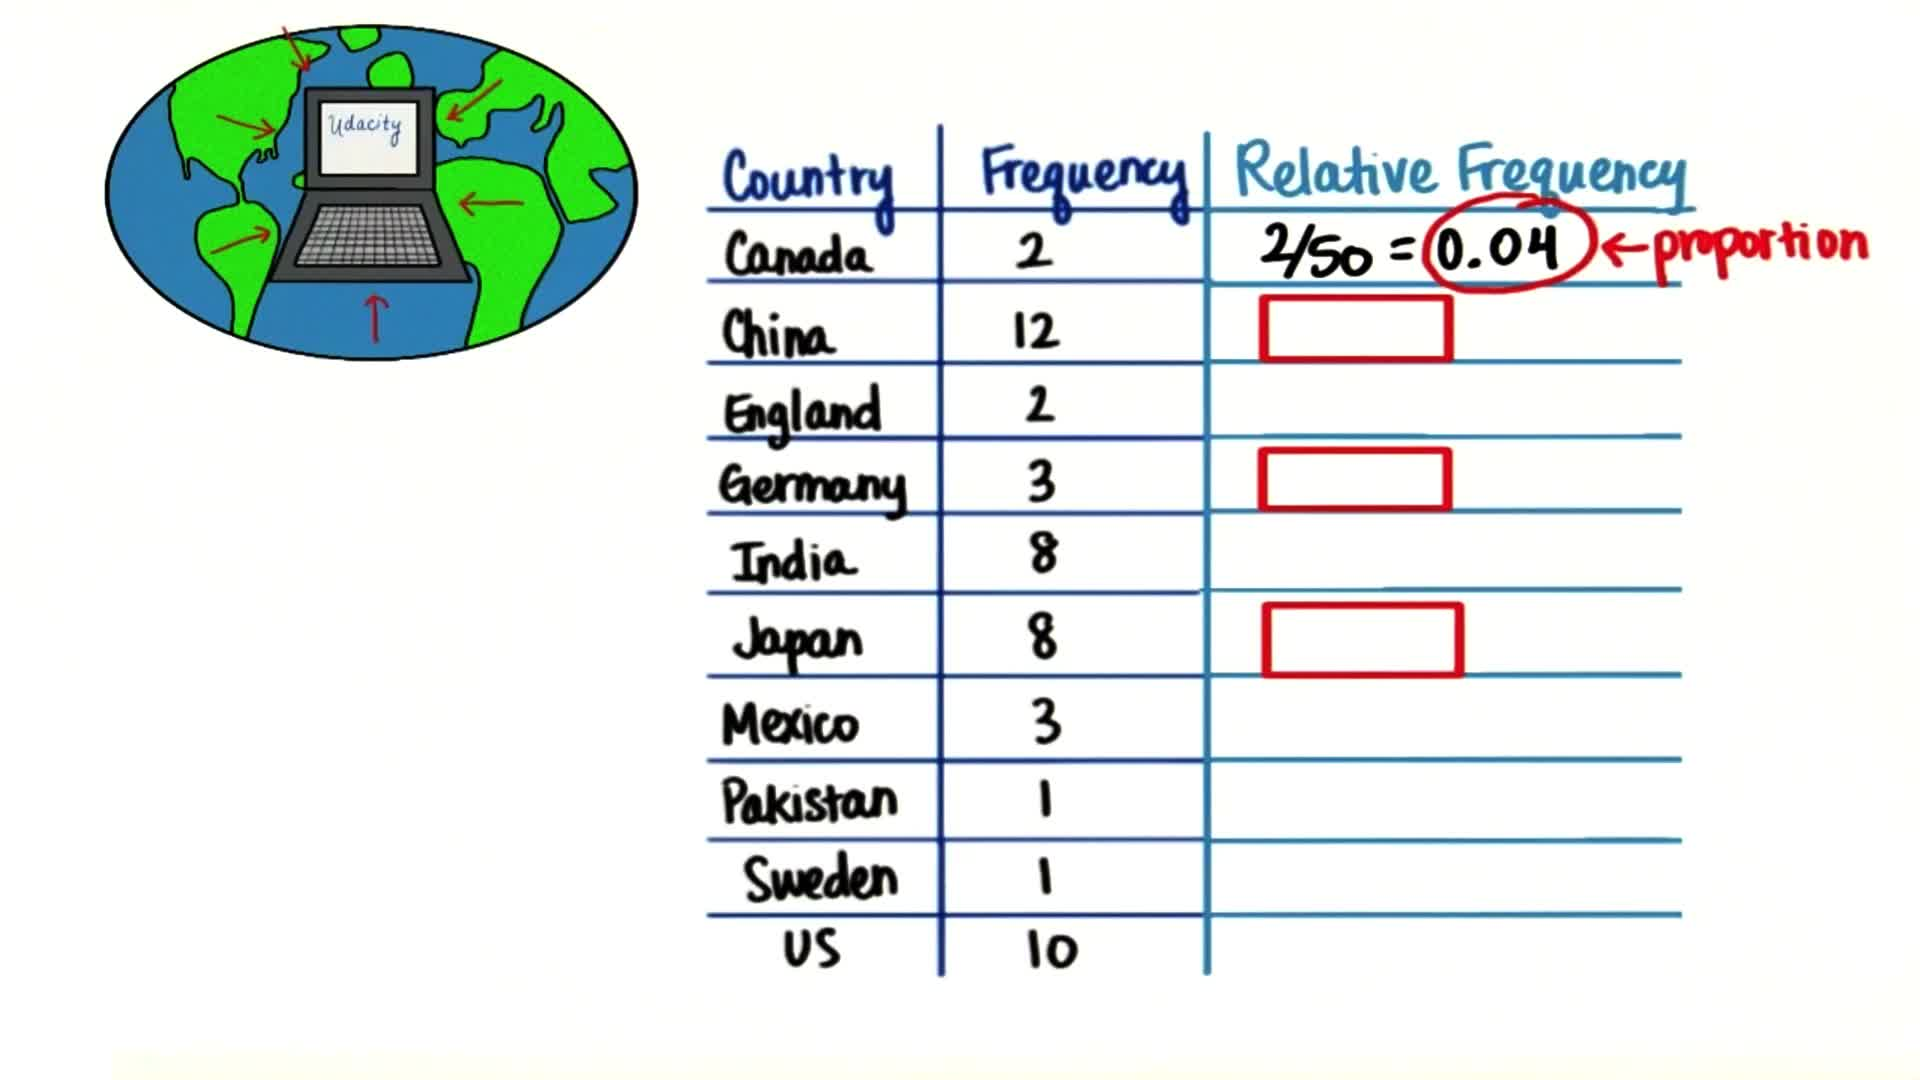 Udacity
Country Frequency Relative Frequency
Canada 2 2/50 = 0.04 ← proportion
China 12
England 2
Germany 3
India 8
Japan 8
Mexico 3
Pakistan 1
Sweden 1
US 10